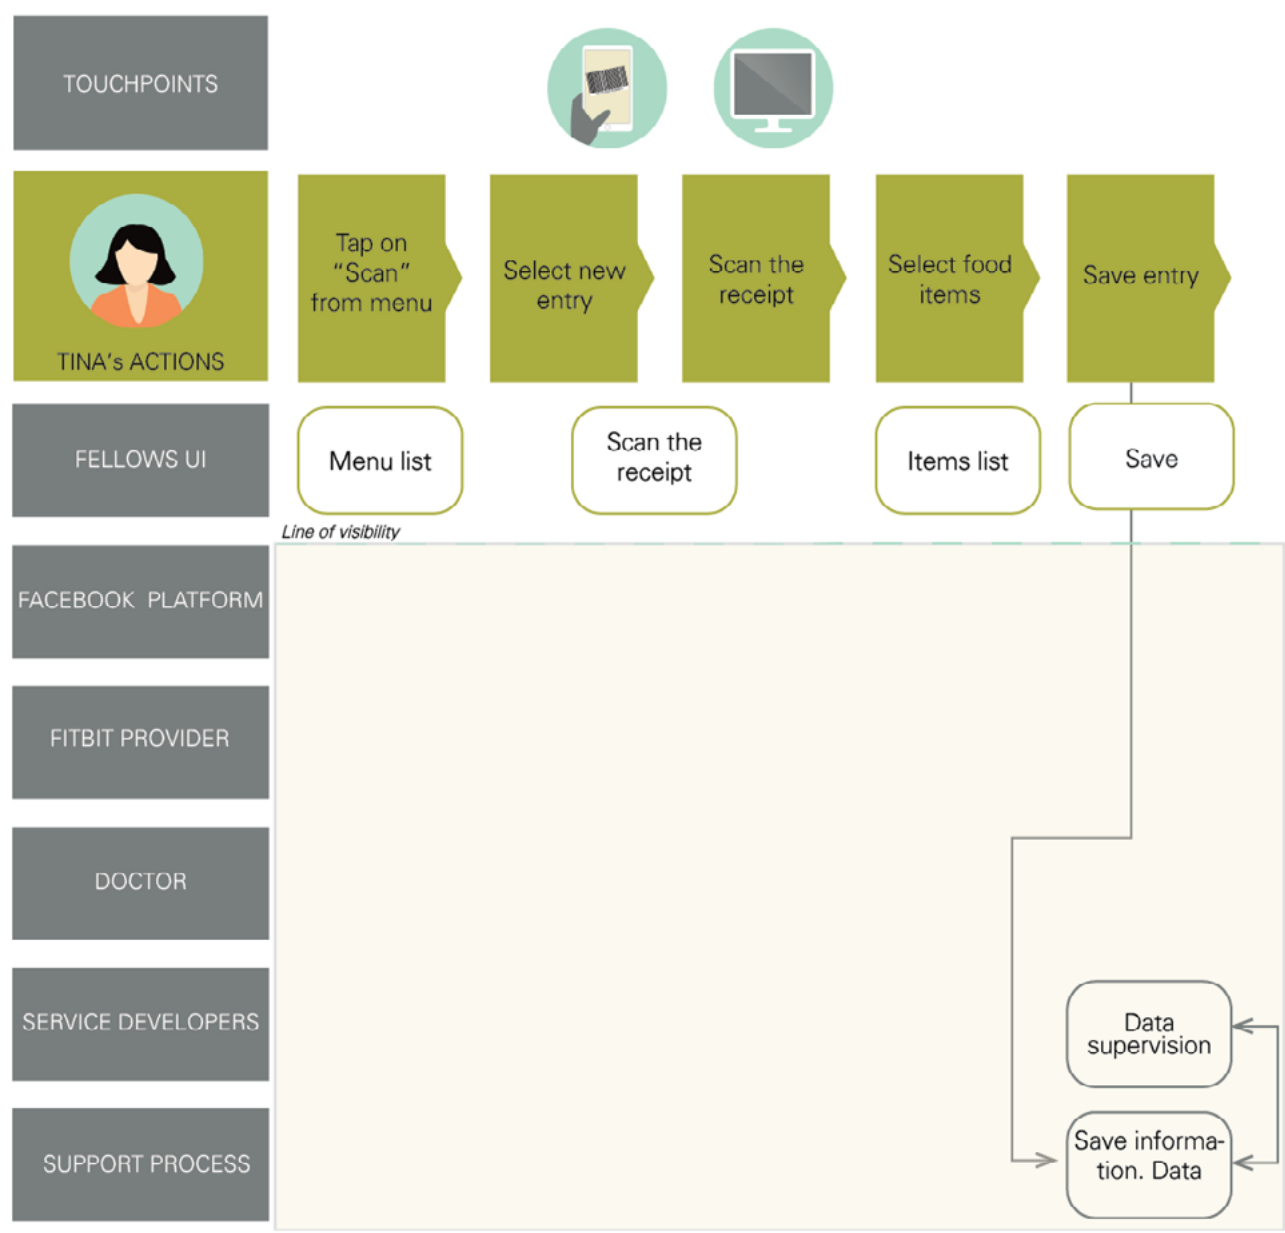 TOUCHPOINTS
TINA's ACTIONS
Tap on
“Scan”
from menu
Select new
entry
Scan the
receipt
Select food
items
Save entry
FELLOWS UI
Menu list
Scan the
receipt
Items list
Save
Line of visibility
FACEBOOK PLATFORM
FITBIT PROVIDER
DOCTOR
SERVICE DEVELOPERS
Data
supervision
SUPPORT PROCESS
Save informa-
tion. Data